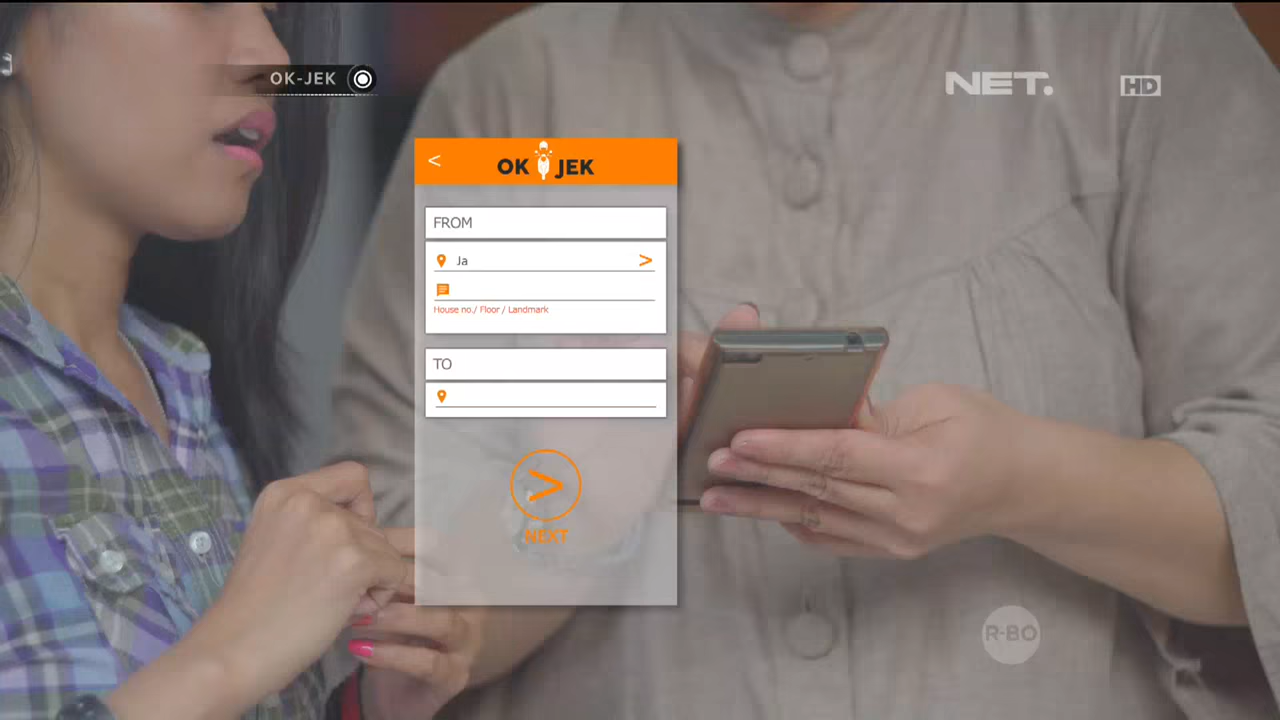 OK-JEK
NET.
HD
<
OK JEK
FROM
Ja
>
House no./ Floor / Landmark
TO
>
NEXT
R-BO